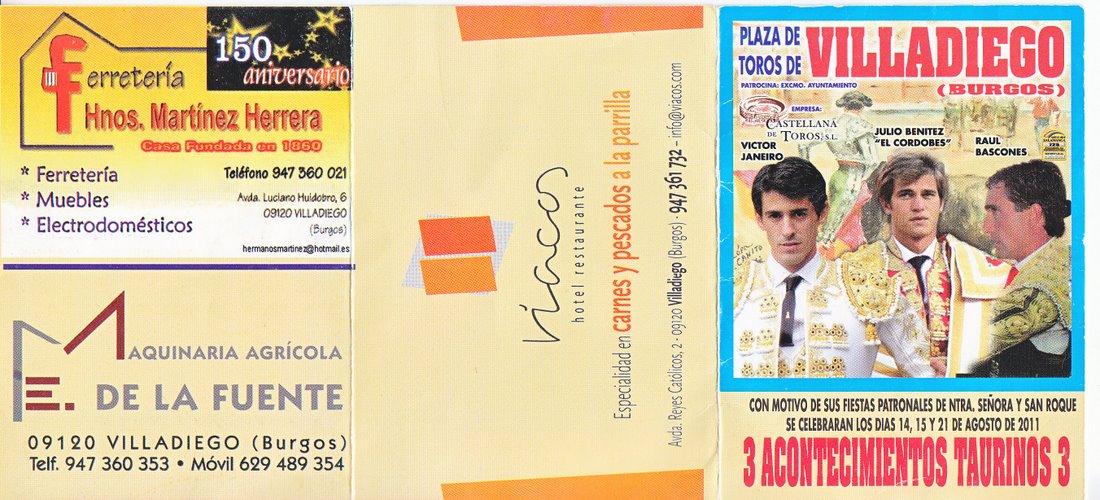 Ferretería
150
aniversario
Hnos. Martínez Herrera
Casa Fundada en 1860
* Ferretería
* Muebles
* Electrodomésticos
Teléfono 947 360 021
Avda. Luciano Huidobro, 6
09120 VILLADIEGO
(Burgos)
hermanosmartinez@hotmail.es
MAQUINARIA AGRÍCOLA
E. DE LA FUENTE
09120 VILLADIEGO (Burgos)
Telf. 947 360 353 • Móvil 629 489 354
viacos
hotel restaurante
Especialidad en carnes y pescados a la parrilla
Avda. Reyes Católicos, 2 · 09120 Villadiego (Burgos) · 947 361 732 – info@viacos.com
PLAZA DE
TOROS DE VILLADIEGO
(BURGOS)
PATROCINA: EXCMO. AYUNTAMIENTO
EMPRESA:
CASTELLANA
DE TOROS, S.L.
VICTOR
JANEIRO
JULIO BENITEZ
"EL CORDOBES"
RAUL
BASCONES
CON MOTIVO DE SUS FIESTAS PATRONALES DE NTRA. SEÑORA Y SAN ROQUE
SE CELEBRARAN LOS DIAS 14, 15 Y 21 DE AGOSTO DE 2011
3 ACONTECIMIENTOS TAURINOS 3